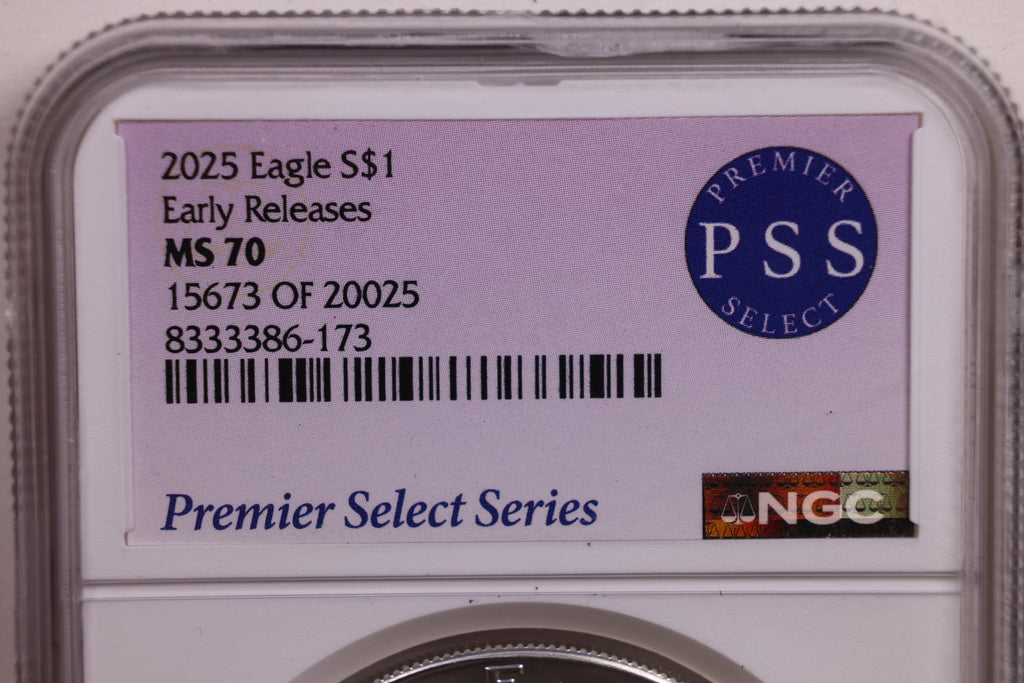 2025 Eagle S$1
Early Releases
MS 70
15673 OF 20025
8333386-173
PREMIER
PSS
SELECT
Premier Select Series
NGC